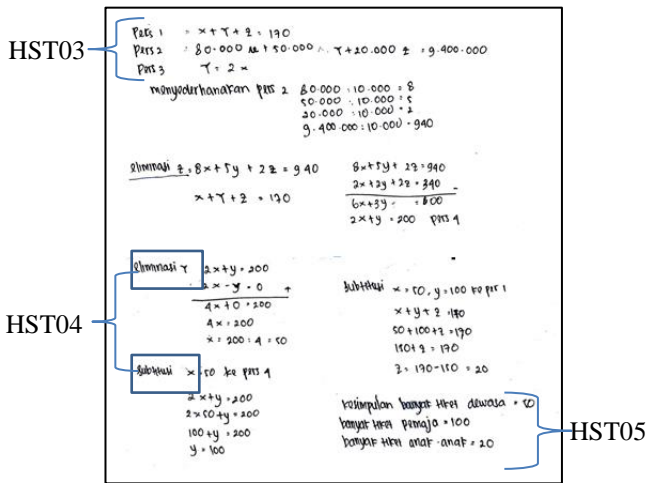 HST03
Pers 1 = x + Y + z = 170
Pers 2 : 80.000 x + 50.000 Y + 20.000 z = 9.400.000
Pers 3 Y = 2x
menyederhanakan pers 2 80.000 : 10.000 = 8
50.000 : 10.000 = 5
20.000 : 10.000 = 2
9.400.000 : 10.000 = 940
eliminasi z = 8x + 5y + 2z = 940
x + Y + z = 170
8x + 5y + 2z = 940
2x + 2y + 2z = 340 -
6x + 3y = 600
2x + y = 200 pers 4
HST04
eliminasi Y 2x + y = 200
2x - y = 0 +
4x + 0 = 200
4x = 200
x = 200 : 4 = 50
Subtitusi x = 50 ke pers 4
2x + y = 200
2 x 50 + y = 200
100 + y = 200
y = 100
Subtitusi x = 50, y = 100 ke pers 1
x + y + z = 170
50 + 100 + z = 170
150 + z = 170
z = 170 - 150 = 20
kesimpulan banyak tiket dewasa = 50
banyak tiket remaja = 100
banyak tiket anak-anak = 20
HST05